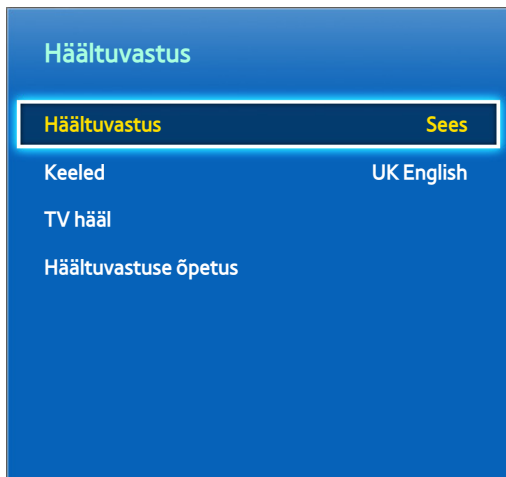 Häältuvastus
Häältuvastus Sees
Keeled UK English
TV hääl
Häältuvastuse õpetus